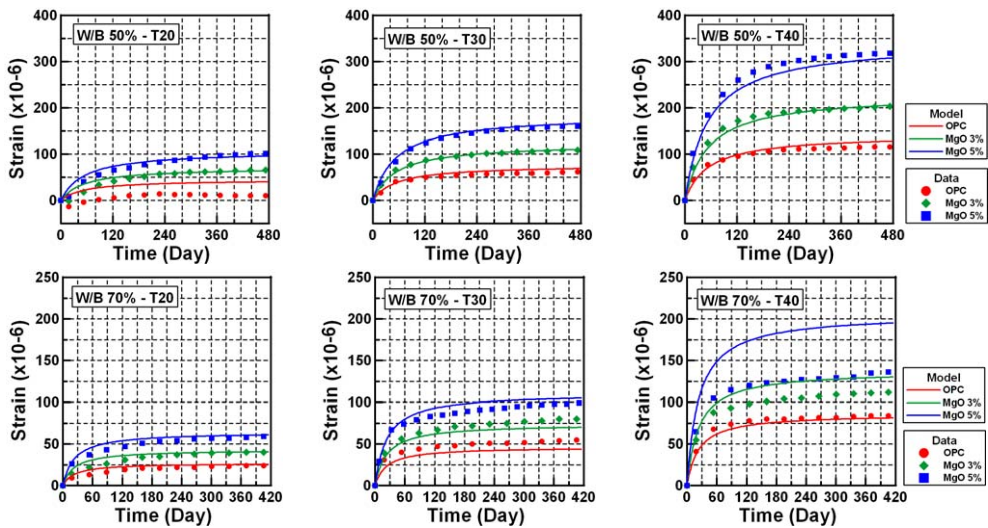 W/B 50% - T20
Strain (x10-6)
400
300
200
100
0
-100
0 120 240 360 480
Time (Day)
W/B 50% - T30
Strain (x10-6)
400
300
200
100
0
-100
0 120 240 360 480
Time (Day)
W/B 50% - T40
Strain (x10-6)
400
300
200
100
0
-100
0 120 240 360 480
Time (Day)
Model
OPC
MgO 3%
MgO 5%
Data
OPC
MgO 3%
MgO 5%
W/B 70% - T20
Strain (x10-6)
250
200
150
100
50
0
0 60 120 180 240 300 360 420
Time (Day)
W/B 70% - T30
Strain (x10-6)
250
200
150
100
50
0
0 60 120 180 240 300 360 420
Time (Day)
W/B 70% - T40
Strain (x10-6)
250
200
150
100
50
0
0 60 120 180 240 300 360 420
Time (Day)
Model
OPC
MgO 3%
MgO 5%
Data
OPC
MgO 3%
MgO 5%